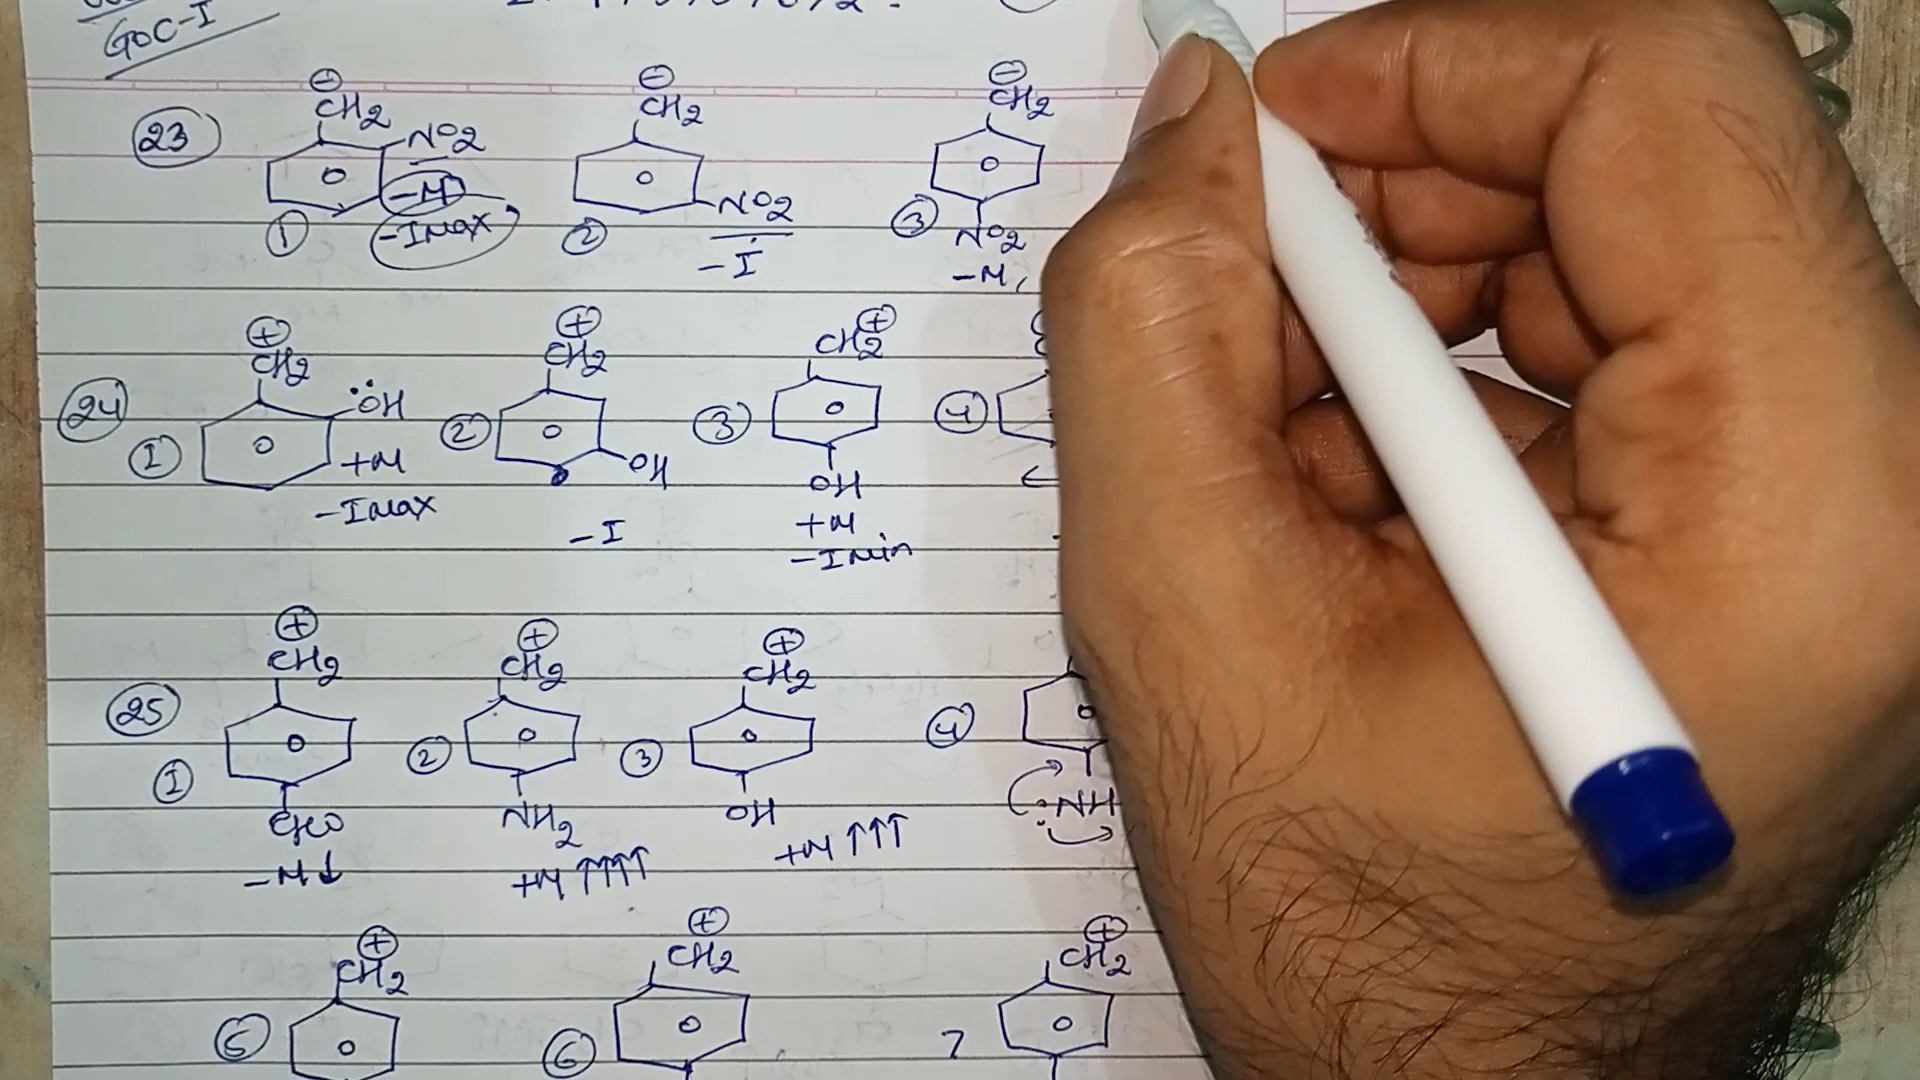 GOC-I
⊖ ⊖ ⊖
CH2 CH2 CH2
23 NO2
-M NO2
1 -Imax 2 -I 3 NO2
-M,
⊕ ⊕ ⊕
CH2 CH2 CH2
24 ÖH
1 +M 2 OH 3 OH 4
-Imax -I +M
-Imin
⊕ ⊕ ⊕
CH2 CH2 CH2
25
1 2 3 4
CHO NH2 OH :NH
-M↓ +M↑↑↑↑ +M↑↑↑
⊕ ⊕ ⊕
CH2 CH2 CH2
5 6 7